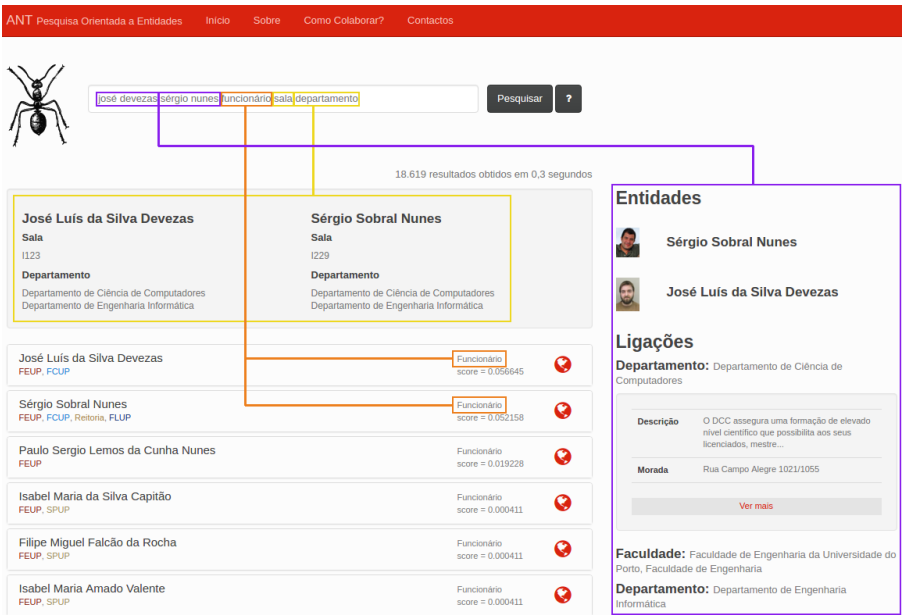 ANT Pesquisa Orientada a Entidades Início Sobre Como Colaborar? Contactos
josé devezas sérgio nunes funcionário sala departamento Pesquisar ?
18.619 resultados obtidos em 0,3 segundos
José Luís da Silva Devezas
Sala
I123
Departamento
Departamento de Ciência de Computadores
Departamento de Engenharia Informática
Sérgio Sobral Nunes
Sala
I229
Departamento
Departamento de Ciência de Computadores
Departamento de Engenharia Informática
José Luís da Silva Devezas
FEUP, FCUP
Funcionário
score = 0.056645
Sérgio Sobral Nunes
FEUP, FCUP, Reitoria, FLUP
Funcionário
score = 0.052158
Paulo Sergio Lemos da Cunha Nunes
FEUP
Funcionário
score = 0.019228
Isabel Maria da Silva Capitão
FEUP, SPUP
Funcionário
score = 0.000411
Filipe Miguel Falcão da Rocha
FEUP, SPUP
Funcionário
score = 0.000411
Isabel Maria Amado Valente
FEUP, SPUP
Funcionário
score = 0.000411
Entidades
Sérgio Sobral Nunes
José Luís da Silva Devezas
Ligações
Departamento: Departamento de Ciência de
Computadores
Descrição O DCC assegura uma formação de elevado
nível científico que possibilita aos seus
licenciados, mestre...
Morada Rua Campo Alegre 1021/1055
Ver mais
Faculdade: Faculdade de Engenharia da Universidade do
Porto, Faculdade de Engenharia
Departamento: Departamento de Engenharia
Informática